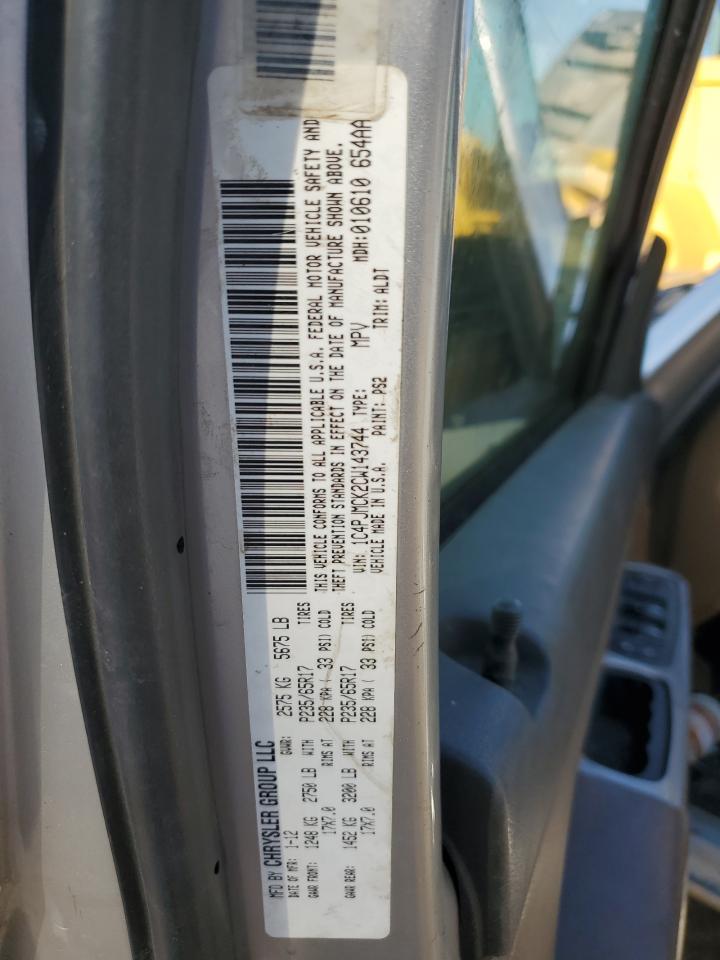 MFD BY CHRYSLER GROUP LLC
DATE OF MFR: 1-12 GVWR: 2575 KG 5675 LB
GAWR FRONT: 1248 KG 2750 LB WITH P235/65R17 TIRES
17X7.0 RIMS AT 228 KPA ( 33 PSI) COLD
GAWR REAR: 1452 KG 3200 LB WITH P235/65R17 TIRES
17X7.0 RIMS AT 228 KPA ( 33 PSI) COLD
THIS VEHICLE CONFORMS TO ALL APPLICABLE U.S.A. FEDERAL MOTOR VEHICLE SAFETY AND
THEFT PREVENTION STANDARDS IN EFFECT ON THE DATE OF MANUFACTURE SHOWN ABOVE.
VIN: 1C4PJMCK2CW143744 TYPE: MPV MDH:010610 654AA
VEHICLE MADE IN U.S.A. PAINT: PS2 TRIM: ALDT